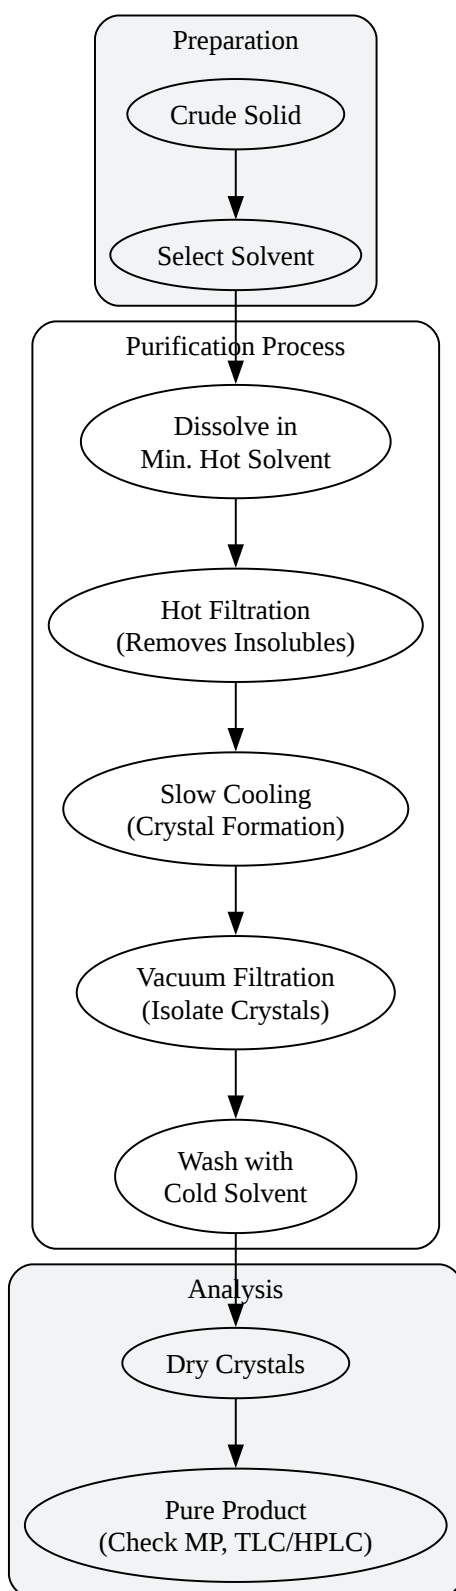 Preparation
Crude Solid
Select Solvent
Purification Process
Dissolve in
Min. Hot Solvent
Hot Filtration
(Removes Insolubles)
Slow Cooling
(Crystal Formation)
Vacuum Filtration
(Isolate Crystals)
Wash with
Cold Solvent
Analysis
Dry Crystals
Pure Product
(Check MP, TLC/HPLC)